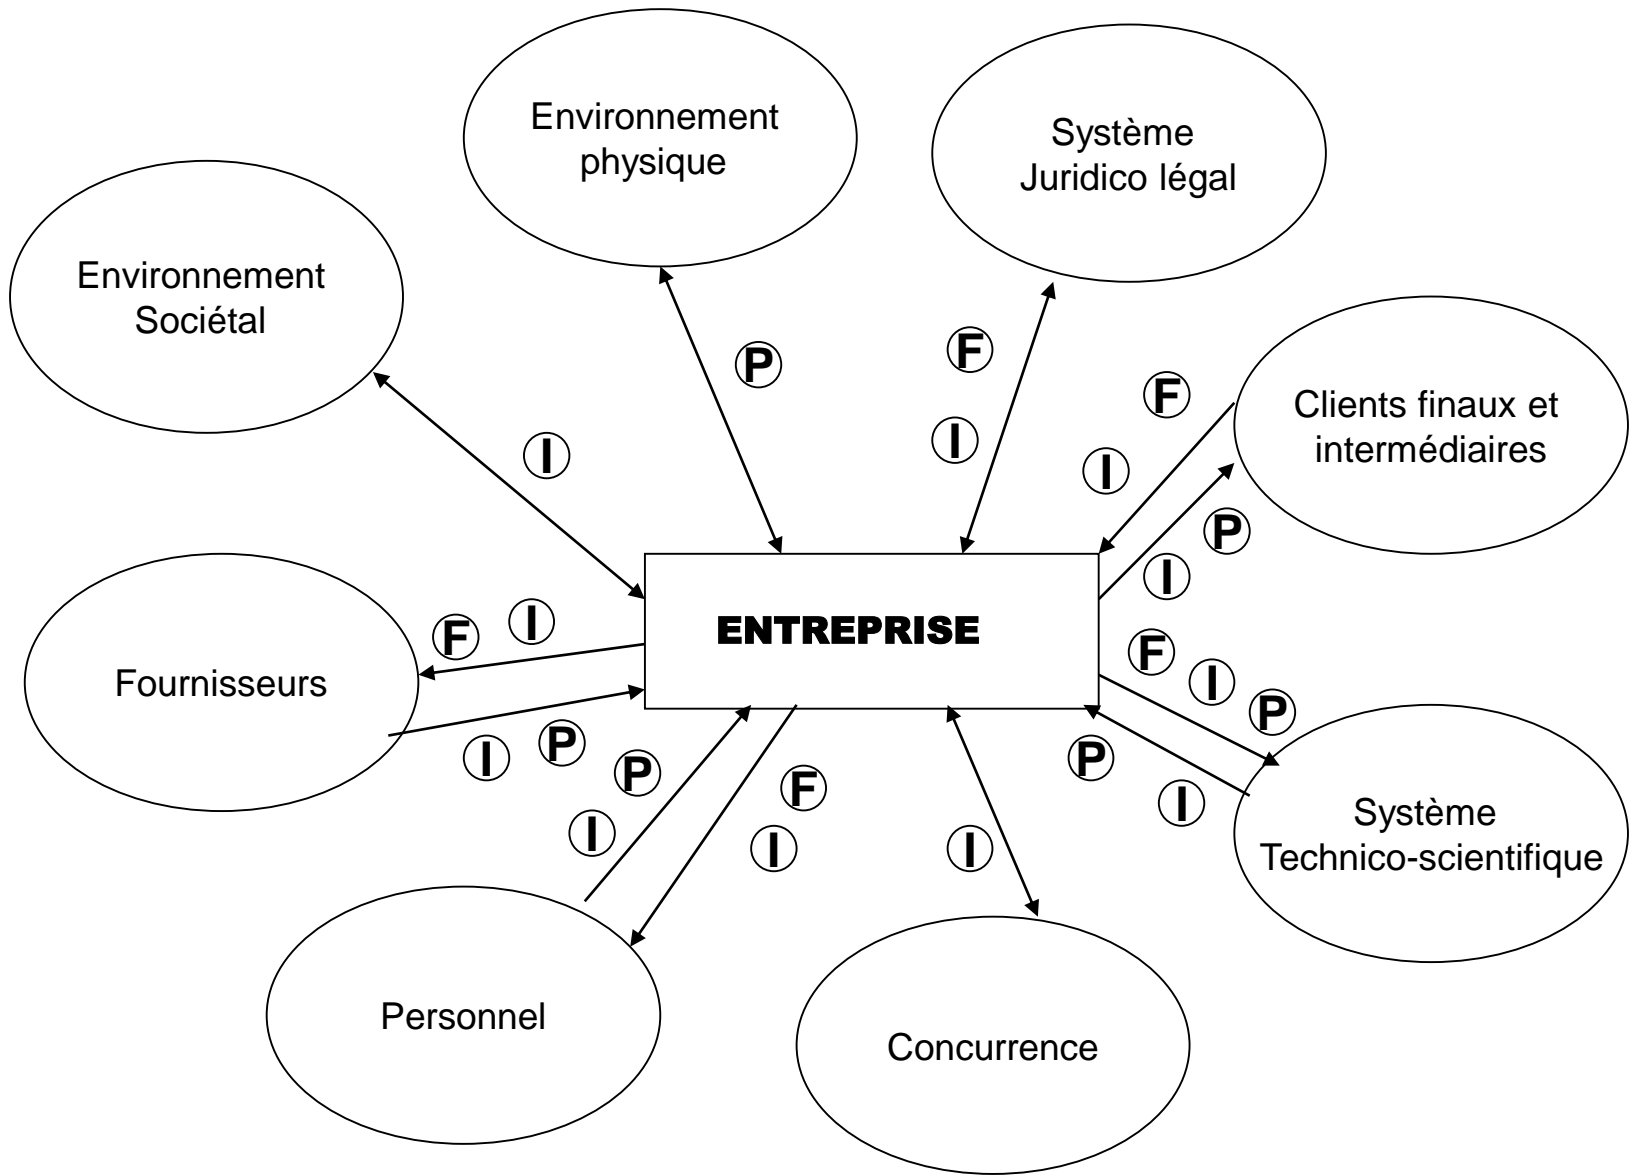 Environnement
physique
Système
Juridico légal
Environnement
Sociétal
Clients finaux et
intermédiaires
P
F
F
I
I
I
P
I
ENTREPRISE
F
I
F
I
P
Fournisseurs
I
P
P
I
F
I
I
P
I
Système
Technico-scientifique
Personnel
Concurrence